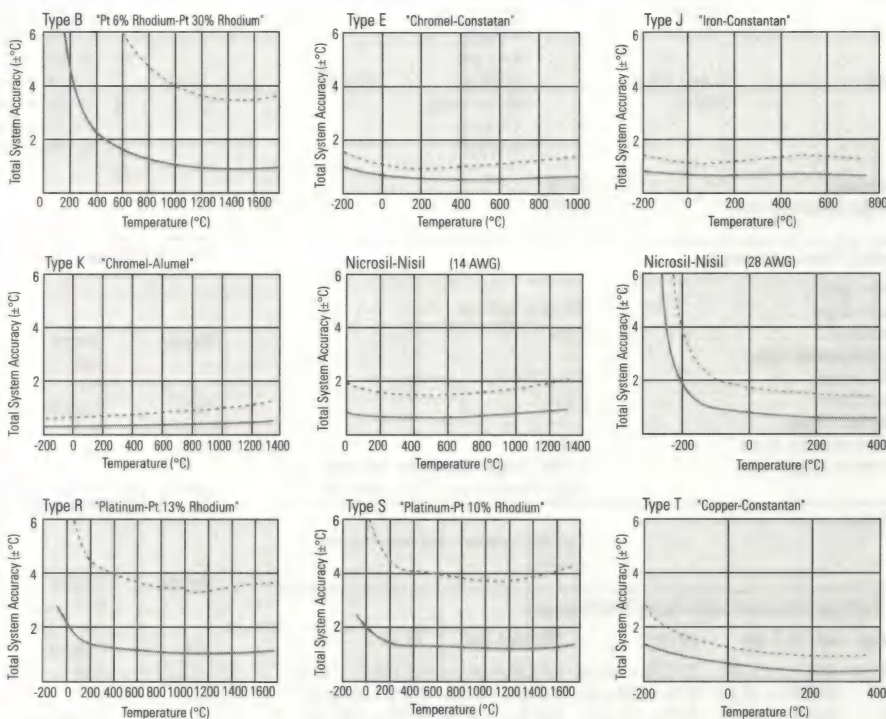 Type B "Pt 6% Rhodium-Pt 30% Rhodium"
Total System Accuracy (±°C)
6
4
2
0 200 400 600 800 1000 1200 1400 1600
Temperature (°C)
Type E "Chromel-Constatan"
Total System Accuracy (±°C)
6
4
2
-200 0 200 400 600 800 1000
Temperature (°C)
Type J "Iron-Constantan"
Total System Accuracy (±°C)
6
4
2
-200 0 200 400 600 800
Temperature (°C)
Type K "Chromel-Alumel"
Total System Accuracy (±°C)
6
4
2
-200 0 200 400 600 800 1000 1200 1400
Temperature (°C)
Nicrosil-Nisil (14 AWG)
Total System Accuracy (±°C)
6
4
2
0 200 400 600 800 1000 1200 1400
Temperature (°C)
Nicrosil-Nisil (28 AWG)
Total System Accuracy (±°C)
6
4
2
-200 0 200 400
Temperature (°C)
Type R "Platinum-Pt 13% Rhodium"
Total System Accuracy (±°C)
6
4
2
-200 0 200 400 600 800 1000 1200 1400 1600
Temperature (°C)
Type S "Platinum-Pt 10% Rhodium"
Total System Accuracy (±°C)
6
4
2
-200 0 200 400 600 800 1000 1200 1400 1600
Temperature (°C)
Type T "Copper-Constantan"
Total System Accuracy (±°C)
6
4
2
-200 0 200 400
Temperature (°C)